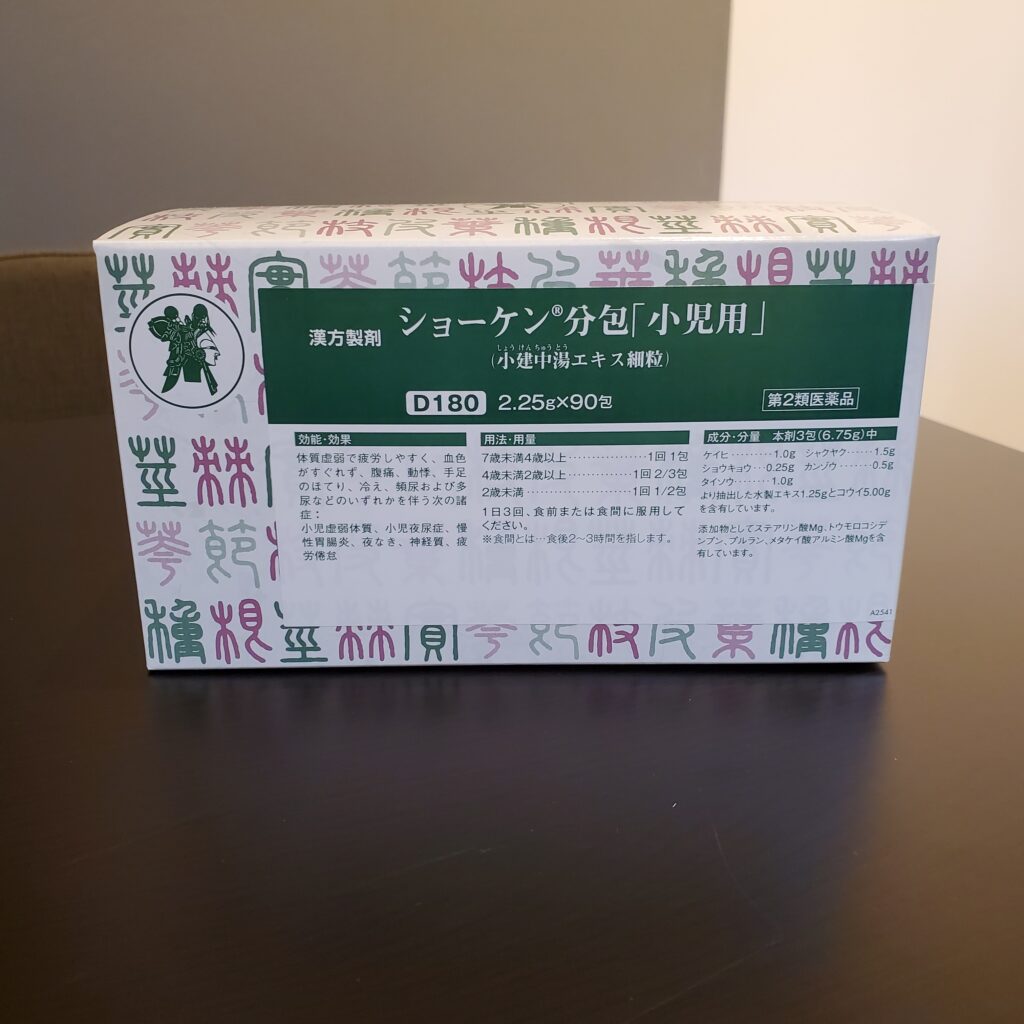 漢方製剤
ショーケン®分包「小児用」
しょうけんちゅうとう
(小建中湯エキス細粒)
D180 2.25g×90包
第2類医薬品
効能・効果
体質虚弱で疲労しやすく、血色
がすぐれず、腹痛、動悸、手足
のほてり、冷え、頻尿および多
尿などのいずれかを伴う次の諸
症：
小児虚弱体質、小児夜尿症、慢
性胃腸炎、夜なき、神経質、疲
労倦怠
用法・用量
7歳未満4歳以上………………1回 1包
4歳未満2歳以上…………1回 2/3包
2歳未満…………………1回 1/2包
1日3回、食前または食間に服用して
ください。
※食間とは…食後2～3時間を指します。
成分・分量 本剤3包(6.75g)中
ケイヒ………1.0g シャクヤク……1.5g
ショウキョウ…0.25g カンゾウ………0.5g
タイソウ………1.0g
より抽出した水製エキス1.25gとコウイ5.00g
を含有しています。
添加物としてステアリン酸Mg、トウモロコシデ
ンプン、プルラン、メタケイ酸アルミン酸Mgを含
有しています。
A2541